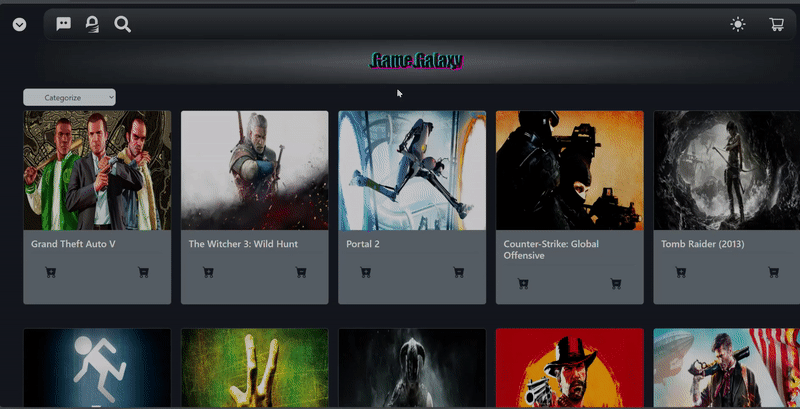 Game Galaxy
Categorize
Grand Theft Auto V
The Witcher 3: Wild Hunt
Portal 2
Counter-Strike: Global
Offensive
Tomb Raider (2013)